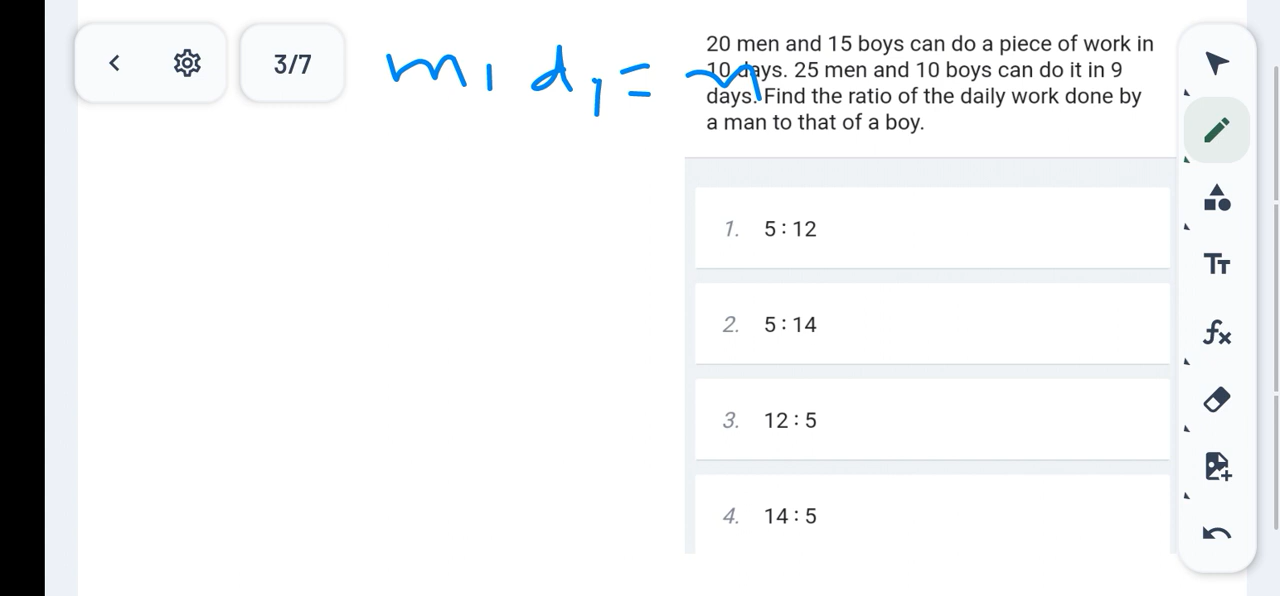 3/7
m1 d1 = m
20 men and 15 boys can do a piece of work in
10 days. 25 men and 10 boys can do it in 9
days. Find the ratio of the daily work done by
a man to that of a boy.
1. 5 : 12
2. 5 : 14
3. 12 : 5
4. 14 : 5
TT
fx